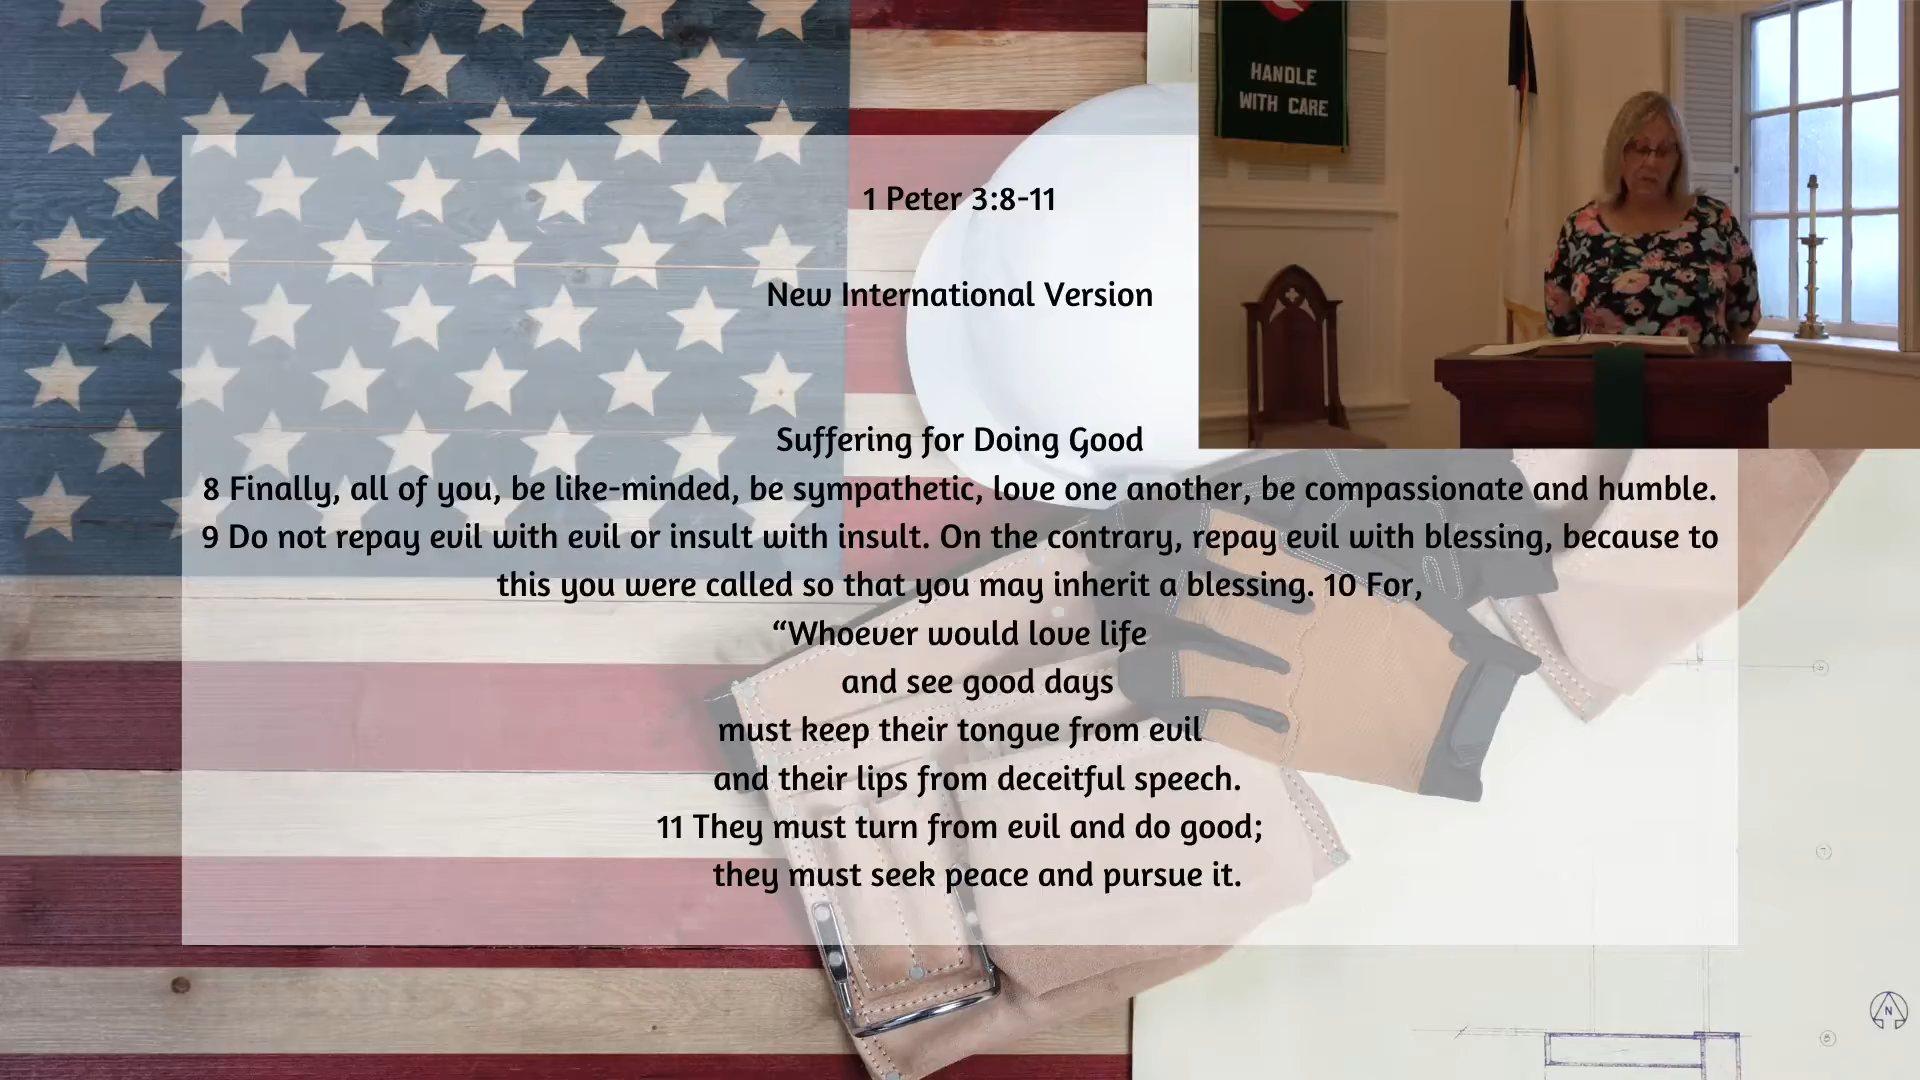 HANDLE
WITH CARE
1 Peter 3:8-11
New International Version
Suffering for Doing Good
8 Finally, all of you, be like-minded, be sympathetic, love one another, be compassionate and humble.
9 Do not repay evil with evil or insult with insult. On the contrary, repay evil with blessing, because to
this you were called so that you may inherit a blessing. 10 For,
“Whoever would love life
and see good days
must keep their tongue from evil
and their lips from deceitful speech.
11 They must turn from evil and do good;
they must seek peace and pursue it.
N